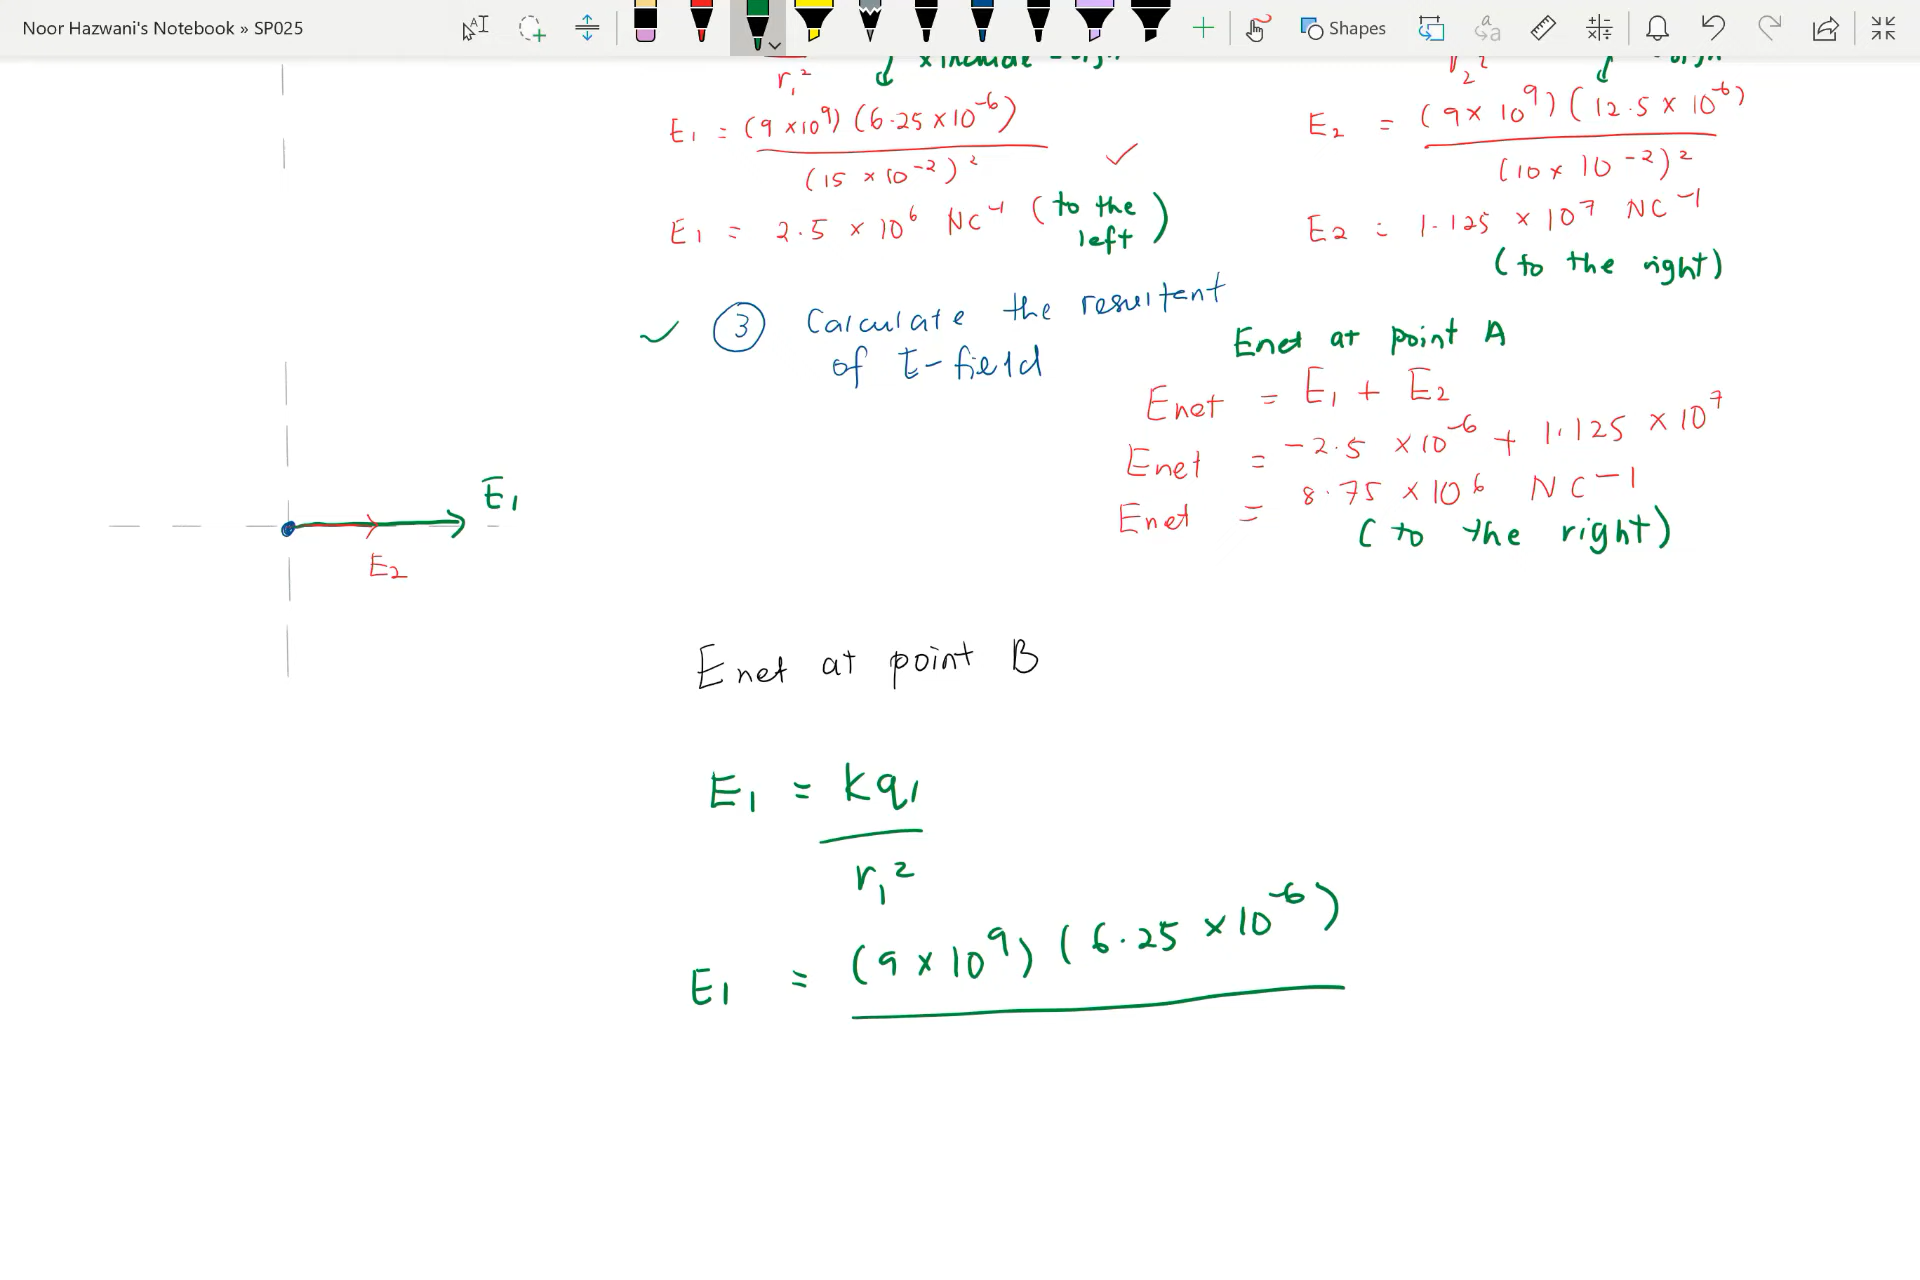 Noor Hazwani's Notebook » SP025
Shapes
r₁²
E₁ = (9 ×10⁹) (6.25 ×10⁻⁶)
(15 ×10⁻²)²
E₁ = 2.5 × 10⁶ NC⁻¹ (to the left)
E₂ = (9× 10⁹) (12.5 × 10⁻⁶)
(10× 10⁻²)²
E₂ = 1.125 × 10⁷ NC⁻¹
(to the right)
✓ ③ Calculate the resultant
of E-field
Enet at point A
Enet = E₁ + E₂
Enet = −2.5 ×10⁻⁶ + 1.125 ×10⁷
Enet = 8.75 ×10⁶ NC−1
(to the right)
E₁
E₂
Enet at point B
E₁ = kq₁
r₁²
E₁ = (9 ×10⁹) (6.25 ×10⁻⁶)